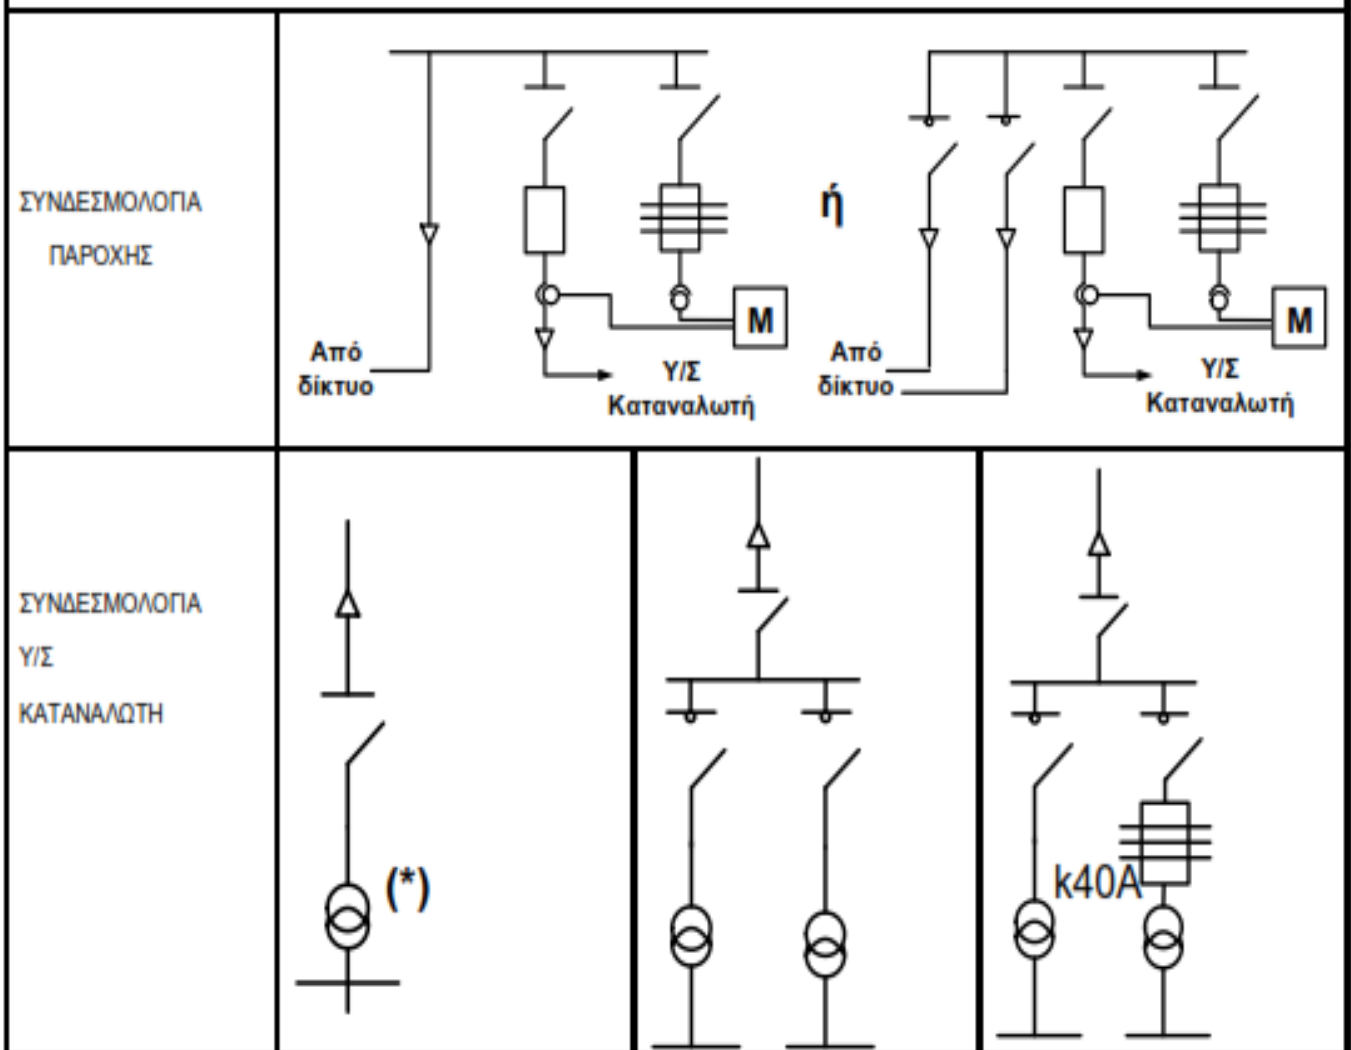 ΣΥΝΔΕΣΜΟΛΟΓΙΑ
ΠΑΡΟΧΗΣ
Από
δίκτυο
M
Υ/Σ
Καταναλωτή
ή
Από
δίκτυο
M
Υ/Σ
Καταναλωτή
ΣΥΝΔΕΣΜΟΛΟΓΙΑ
Υ/Σ
ΚΑΤΑΝΑΛΩΤΗ
(*)
k40A